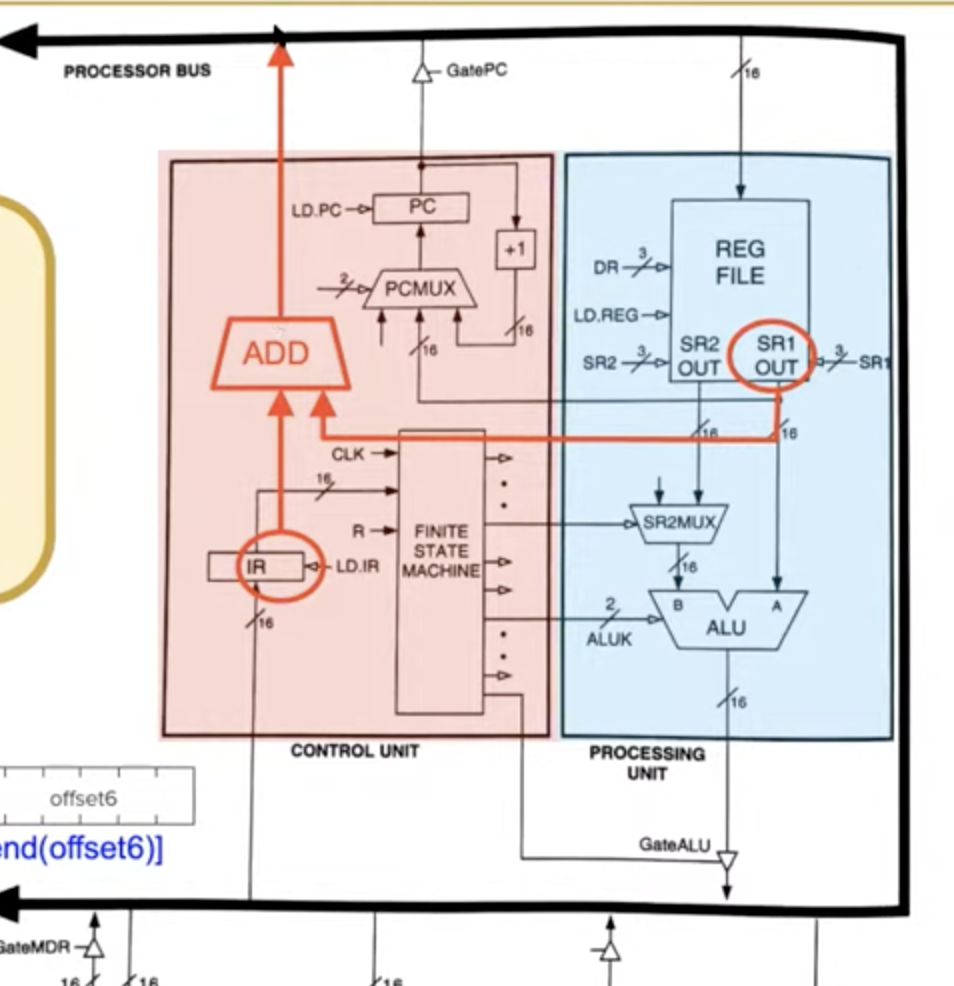 PROCESSOR BUS
GatePC
16
LD.PC
PC
+1
2
PCMUX
16
16
ADD
CLK
16
R
FINITE
STATE
MACHINE
IR
LD.IR
16
CONTROL UNIT
REG
FILE
DR
3
LD.REG
SR2
3
SR2
OUT
SR1
OUT
3
SR1
16
16
SR2MUX
16
B
A
ALU
2
ALUK
16
PROCESSING
UNIT
GateALU
offset6
end(offset6)]
GateMDR
16
16
16